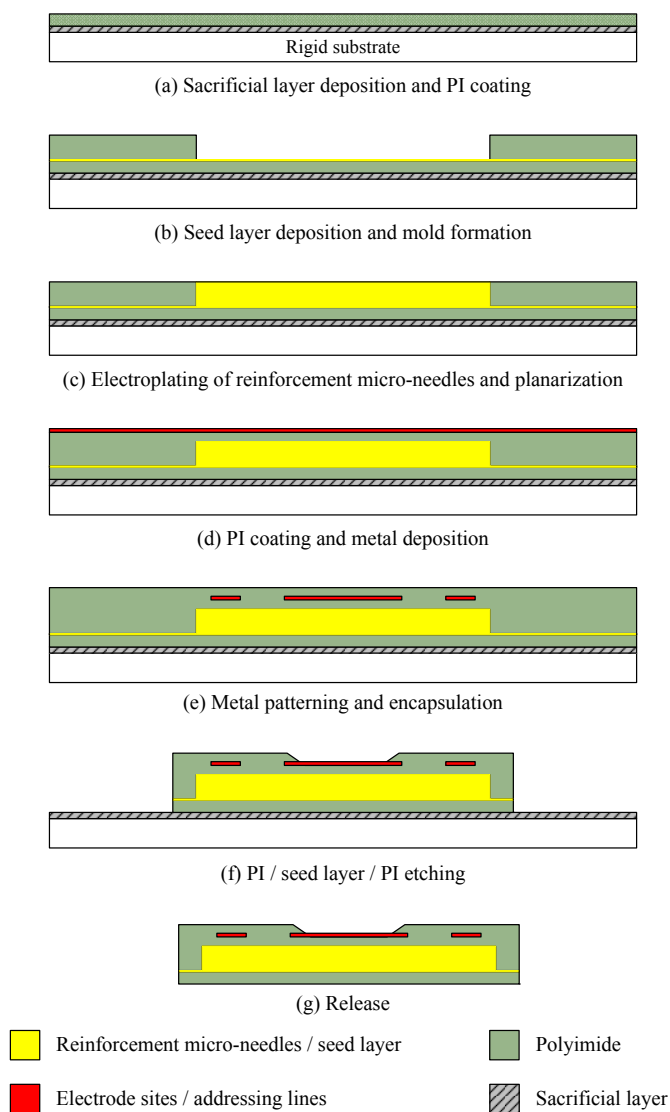 Rigid substrate
(a) Sacrificial layer deposition and PI coating
(b) Seed layer deposition and mold formation
(c) Electroplating of reinforcement micro-needles and planarization
(d) PI coating and metal deposition
(e) Metal patterning and encapsulation
(f) PI / seed layer / PI etching
(g) Release
Reinforcement micro-needles / seed layer
Polyimide
Electrode sites / addressing lines
Sacrificial layer